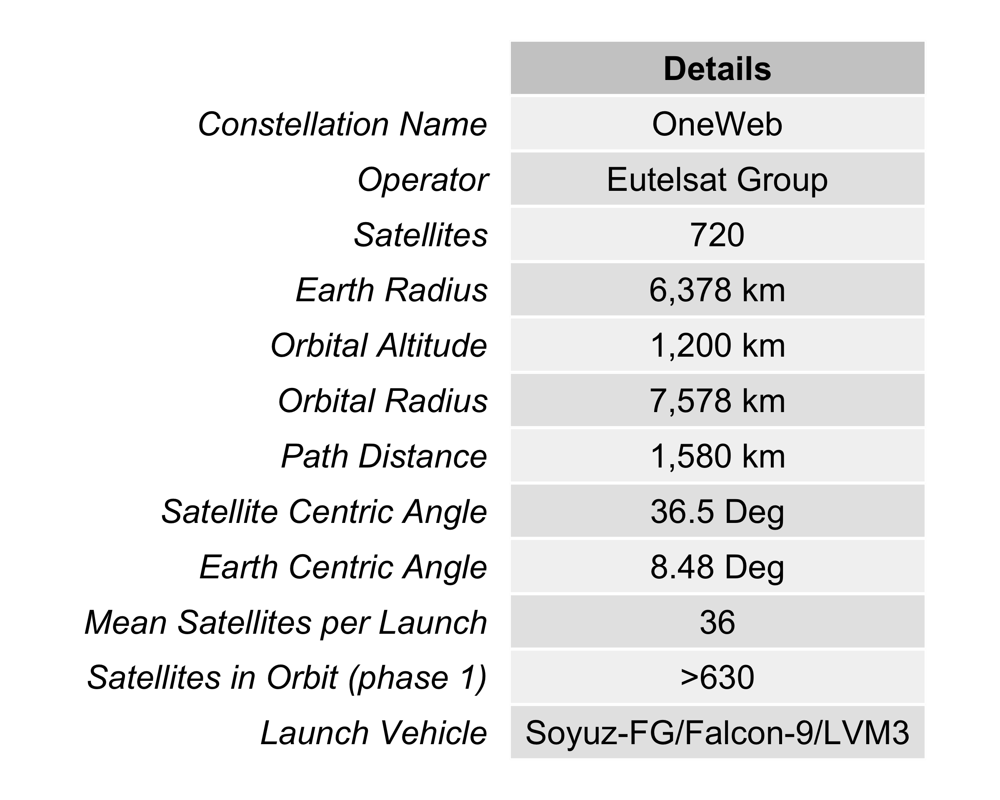 Details
Constellation Name OneWeb
Operator Eutelsat Group
Satellites 720
Earth Radius 6,378 km
Orbital Altitude 1,200 km
Orbital Radius 7,578 km
Path Distance 1,580 km
Satellite Centric Angle 36.5 Deg
Earth Centric Angle 8.48 Deg
Mean Satellites per Launch 36
Satellites in Orbit (phase 1) >630
Launch Vehicle Soyuz-FG/Falcon-9/LVM3